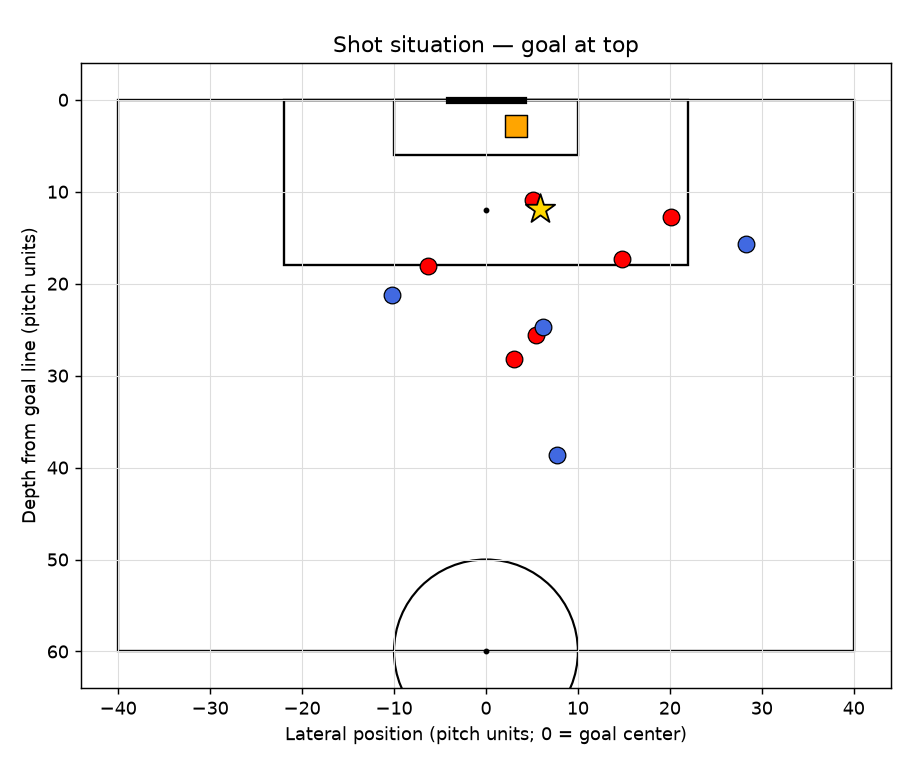 Shot situation — goal at top
Depth from goal line (pitch units)
0
10
20
30
40
50
60
−40 −30 −20 −10 0 10 20 30 40
Lateral position (pitch units; 0 = goal center)